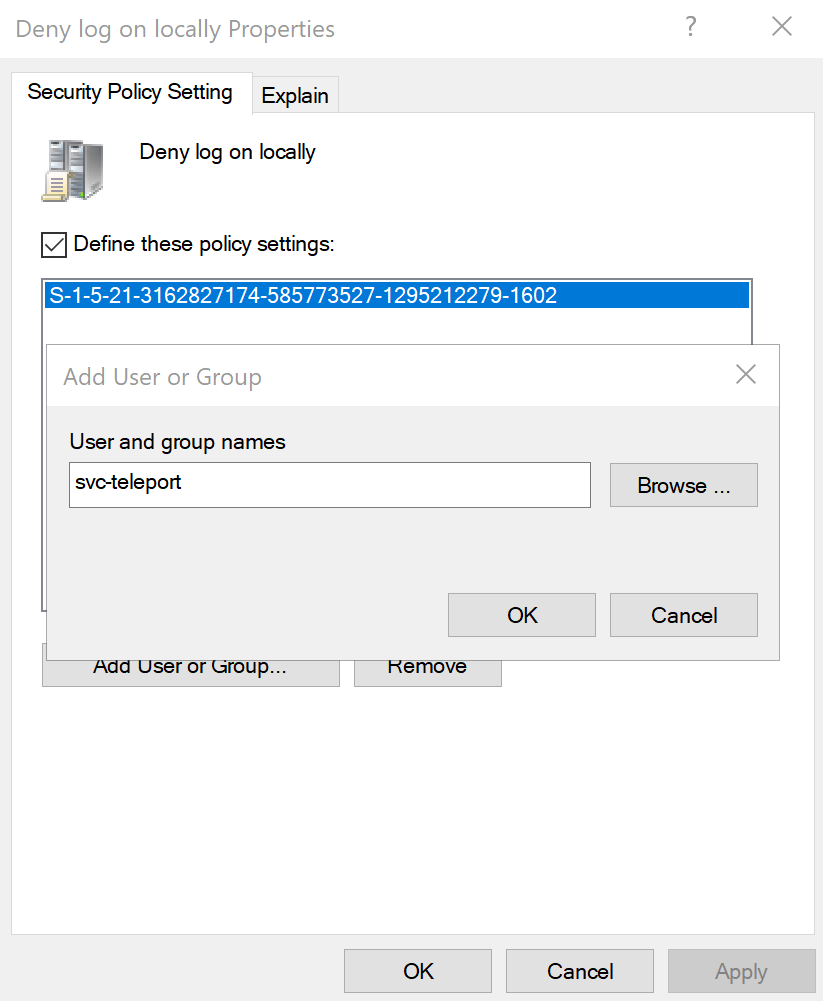 Deny log on locally Properties
?
Security Policy Setting
Explain
Deny log on locally
Define these policy settings:
S-1-5-21-3162827174-585773527-1295212279-1602
Add User or Group
User and group names
svc-teleport
Browse ...
OK
Cancel
Add User or Group...
Remove
OK
Cancel
Apply